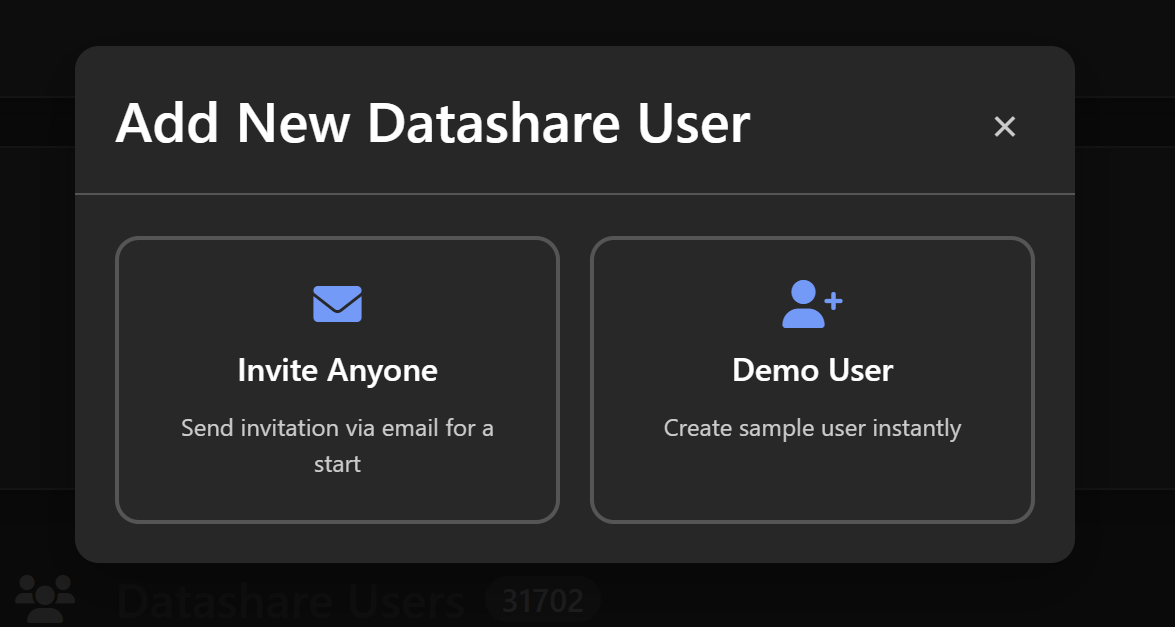 Add New Datashare User
Invite Anyone
Send invitation via email for a
start
Demo User
Create sample user instantly
Datashare Users 31702